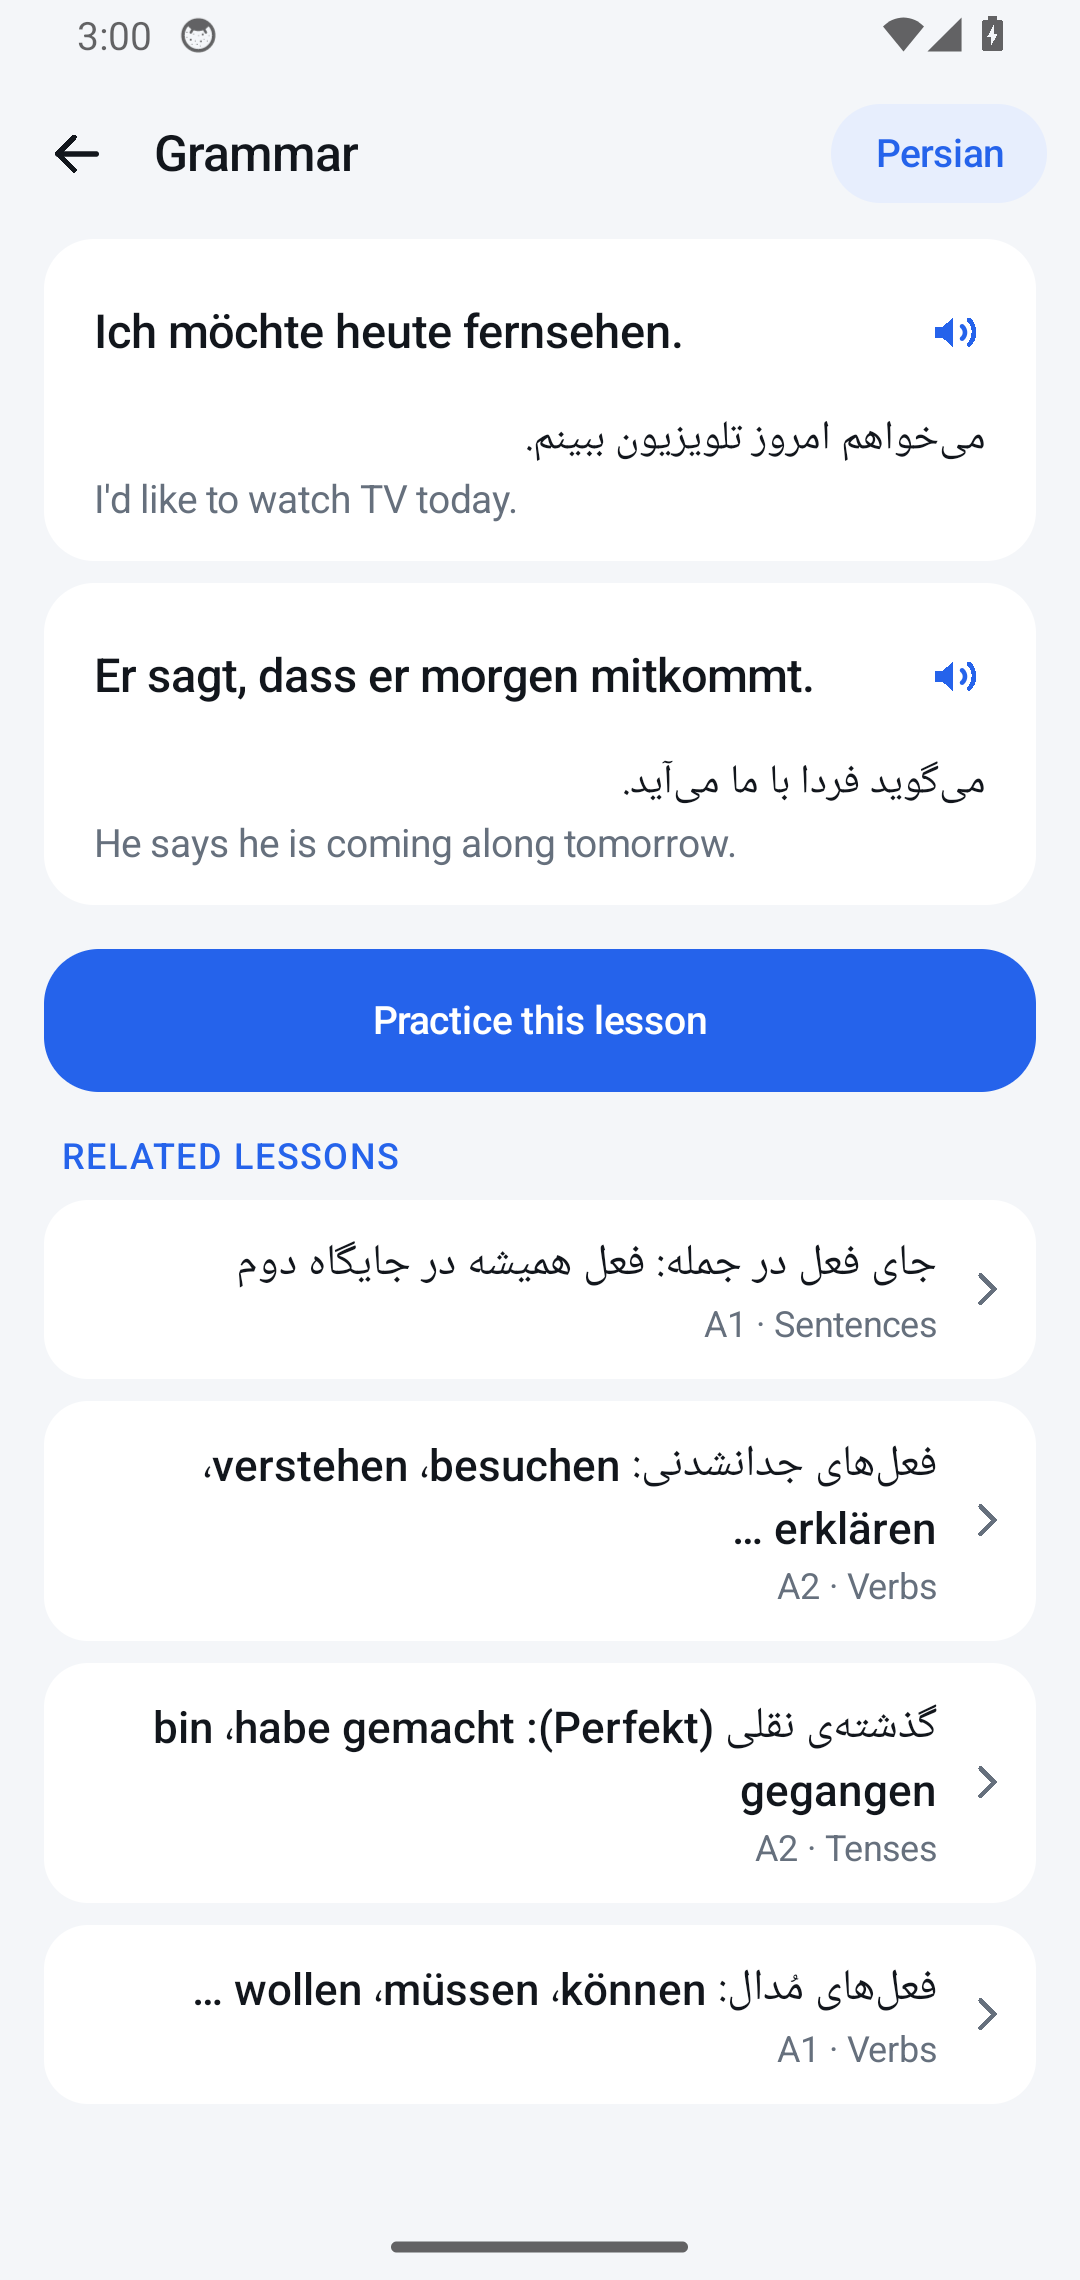 3:00
Grammar
Persian
Ich möchte heute fernsehen.
می‌خواهم امروز تلویزیون ببینم.
I'd like to watch TV today.
Er sagt, dass er morgen mitkommt.
می‌گوید فردا با ما می‌آید.
He says he is coming along tomorrow.
Practice this lesson
RELATED LESSONS
جای فعل در جمله: فعل همیشه در جایگاه دوم
A1 · Sentences
فعل‌های جدانشدنی: besuchen، verstehen،
erklären …
A2 · Verbs
گذشته‌ی نقلی (Perfekt): habe gemacht، bin
gegangen
A2 · Tenses
فعل‌های مُدال: können، müssen، wollen …
A1 · Verbs